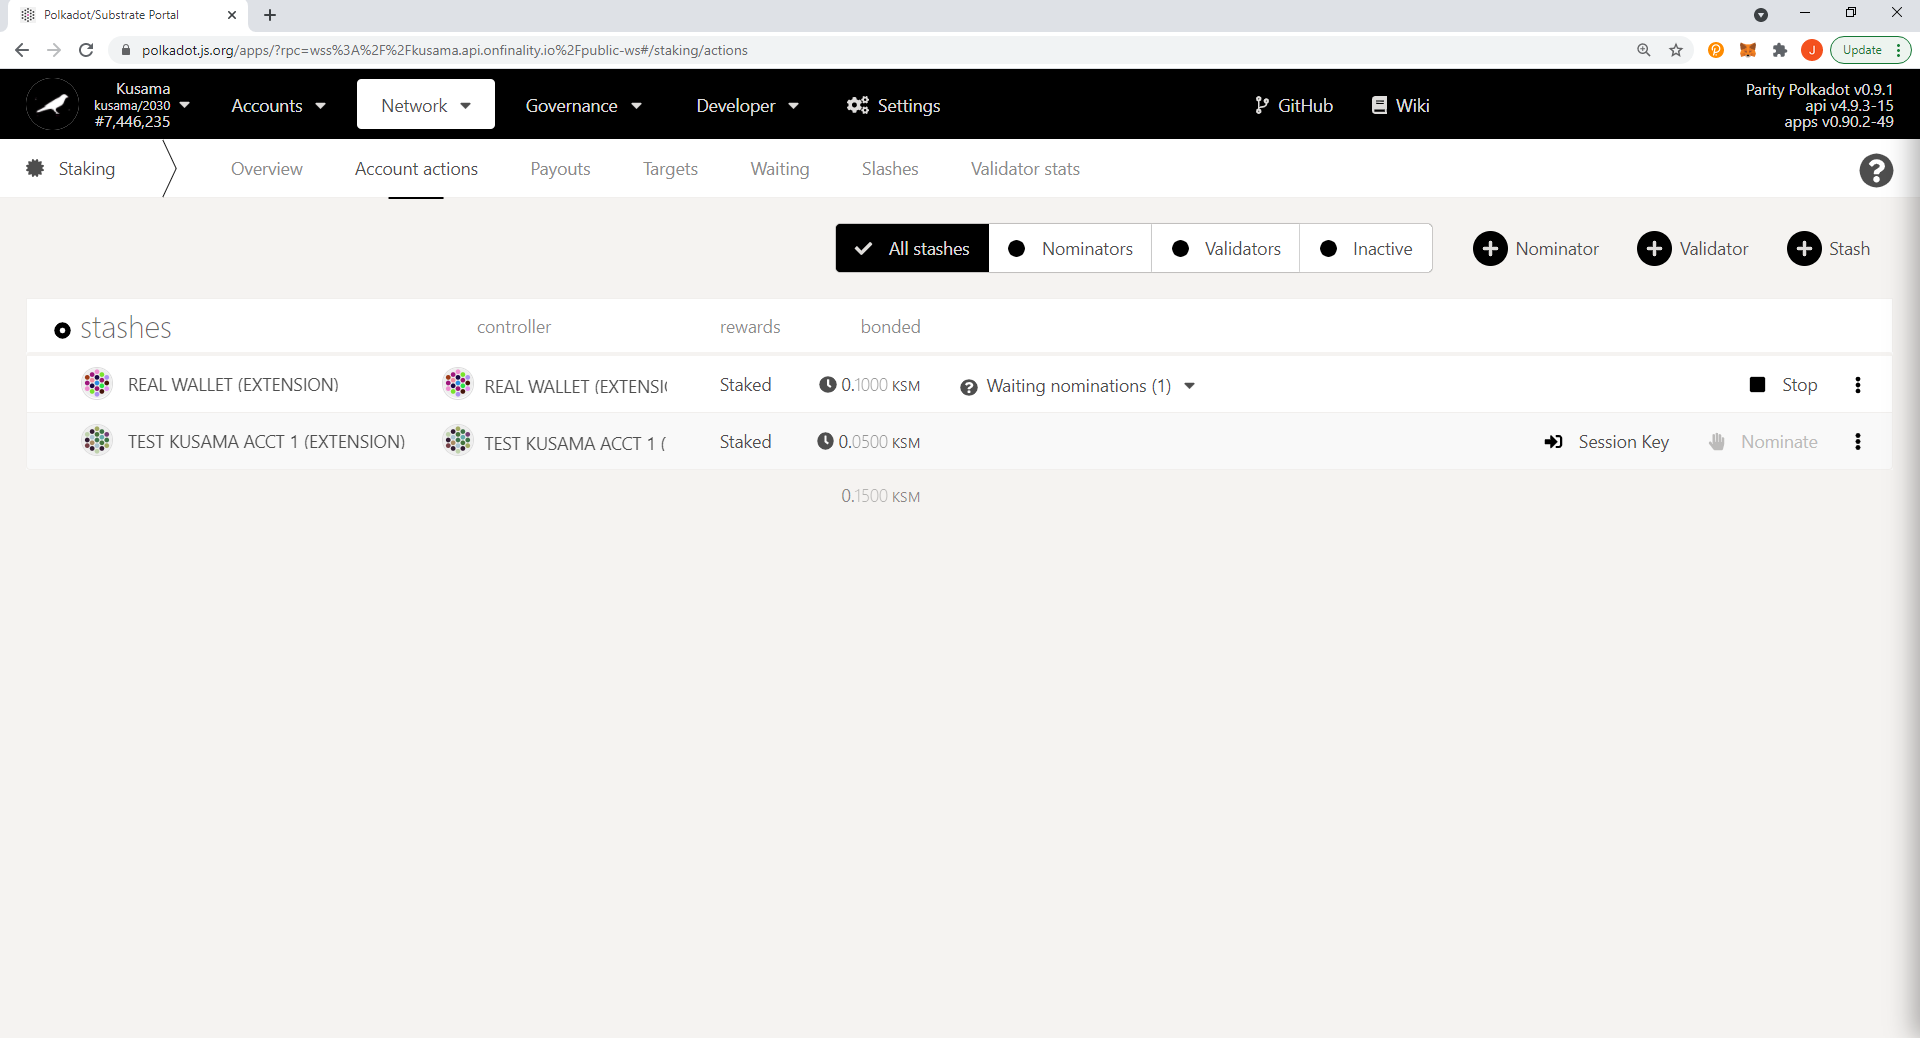 Polkadot/Substrate Portal
polkadot.js.org/apps/?rpc=wss%3A%2F%2Fkusama.api.onfinality.io%2Fpublic-ws#/staking/actions
J
Update
Kusama
kusama/2030
#7,446,235
Accounts
Network
Governance
Developer
Settings
GitHub
Wiki
Parity Polkadot v0.9.1
api v4.9.3-15
apps v0.90.2-49
Staking
Overview
Account actions
Payouts
Targets
Waiting
Slashes
Validator stats
All stashes
Nominators
Validators
Inactive
Nominator
Validator
Stash
stashes controller rewards bonded
REAL WALLET (EXTENSION) REAL WALLET (EXTENSI Staked 0.1000 KSM Waiting nominations (1) Stop
TEST KUSAMA ACCT 1 (EXTENSION) TEST KUSAMA ACCT 1 ( Staked 0.0500 KSM Session Key Nominate
0.1500 KSM